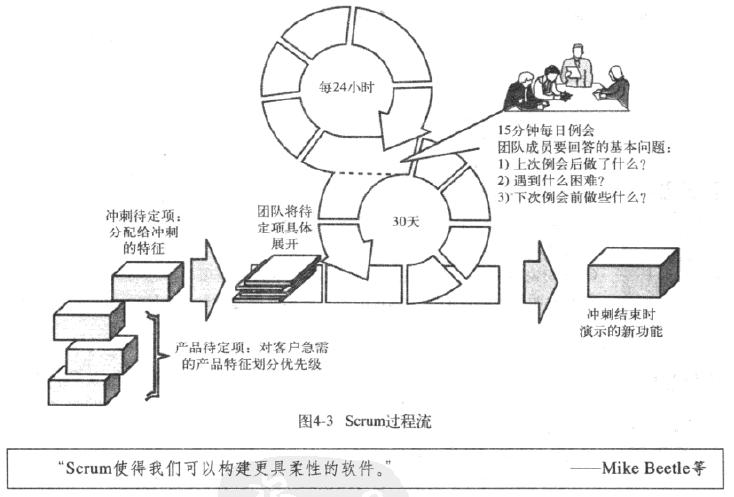 每24小时
15分钟每日例会
团队成员要回答的基本问题：
1) 上次例会后做了什么？
2) 遇到什么困难？
3) 下次例会前做些什么？
冲刺待定项：
分配给冲刺
的特征
团队将待
定项具体
展开
30天
冲刺结束时
演示的新功能
产品待定项：对客户急需
的产品特征划分优先级
图4-3 Scrum过程流
“Scrum使得我们可以构建更具柔性的软件。” ——Mike Beetle等